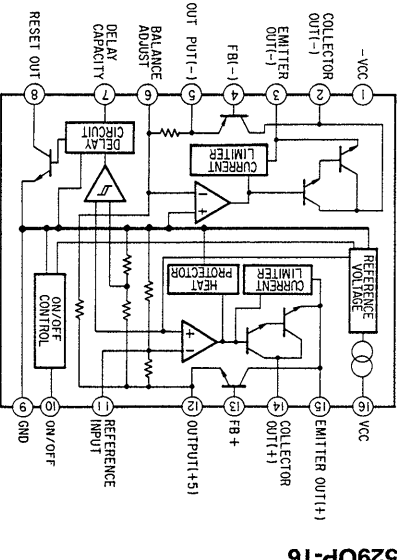 RESET OUT
DELAY
CAPACITY
BALANCE
ADJUST
OUT PUT(-)
FB(-)
EMITTER
OUT(-)
COLLECTOR
OUT(-)
-VCC
8
7
6
5
4
3
2
1
DELAY
CIRCUIT
CURRENT
LIMITER
-
+
HEAT
PROTECTOR
CURRENT
LIMITER
REFERENCE
VOLTAGE
ON/OFF
CONTROL
+
-
9
10
11
12
13
14
15
16
GND
ON/OFF
REFERENCE
INPUT
OUTPUT(+5)
FB +
COLLECTOR
OUT(+)
EMITTER OUT(+)
VCC
529OP-16